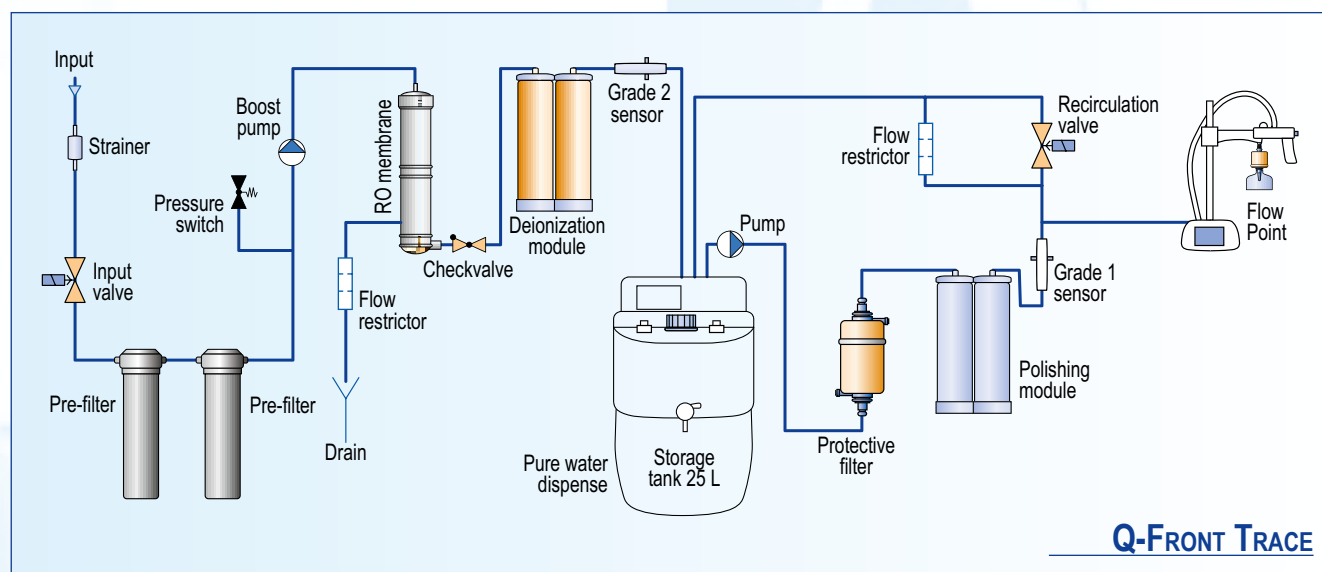 Input
Strainer
Boost
pump
Pressure
switch
Input
valve
Pre-filter
Pre-filter
RO membrane
Flow
restrictor
Drain
Checkvalve
Deionization
module
Grade 2
sensor
Pure water
dispense
Storage
tank 25 L
Pump
Protective
filter
Polishing
module
Flow
restrictor
Recirculation
valve
Grade 1
sensor
Flow
Point
Q-Front Trace